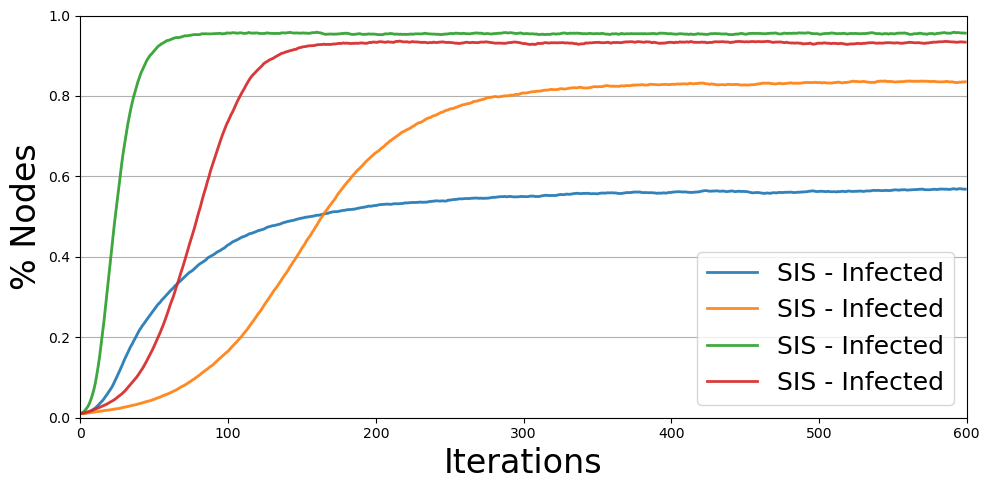 1.0
0.8
0.6
0.4
0.2
0.0
% Nodes
SIS - Infected
SIS - Infected
SIS - Infected
SIS - Infected
0 100 200 300 400 500 600
Iterations